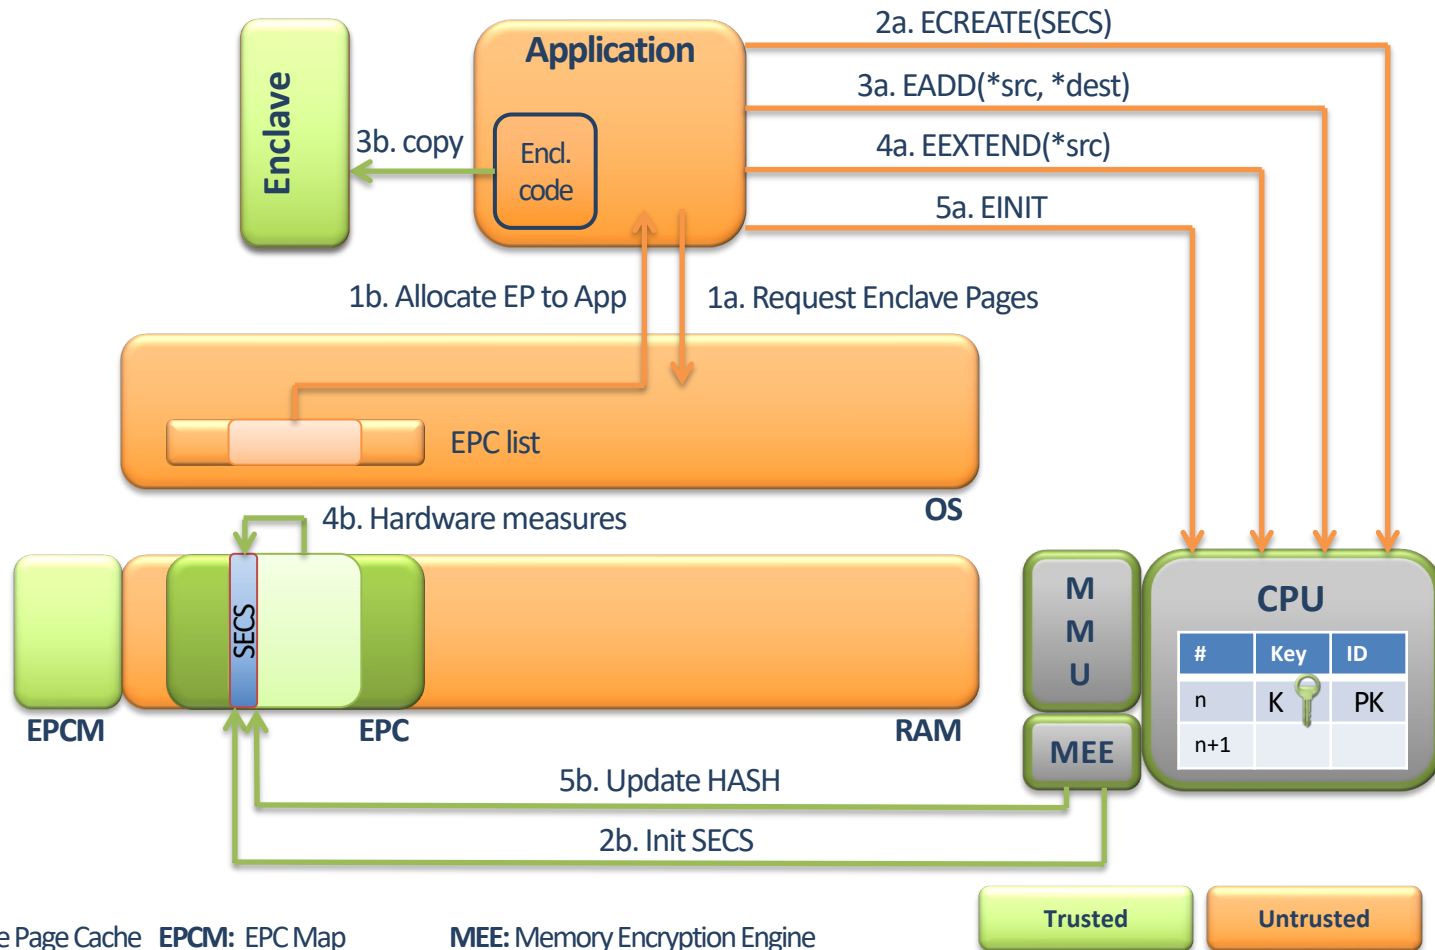 2a. ECREATE(SECS)
Application
3a. EADD(*src, *dest)
Enclave
3b. copy
Encl.
code
4a. EEXTEND(*src)
5a. EINIT
1b. Allocate EP to App
1a. Request Enclave Pages
EPC list
OS
4b. Hardware measures
SECS
EPCM
EPC
RAM
M
M
U
MEE
CPU
# Key ID
n K PK
n+1
5b. Update HASH
2b. Init SECS
Trusted
Untrusted
e Page Cache EPCM: EPC Map MEE: Memory Encryption Engine